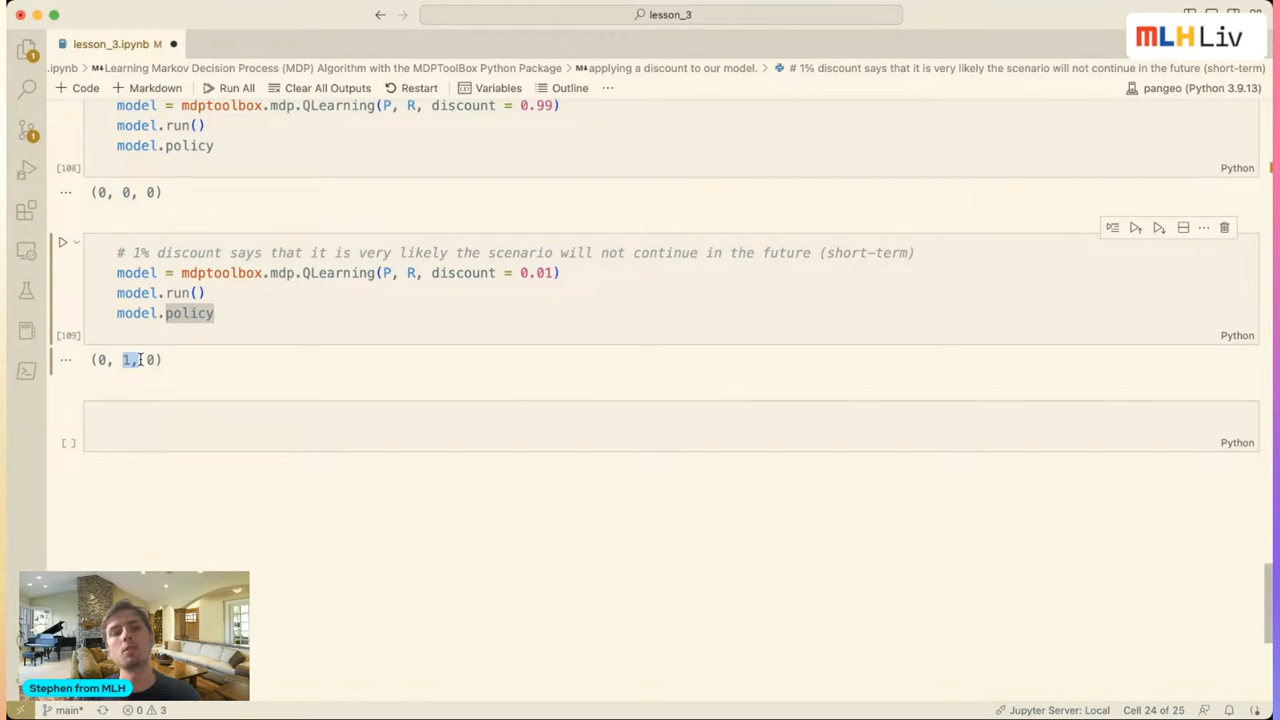 lesson_3
MLH Liv
lesson_3.ipynb M
.ipynb > Learning Markov Decision Process (MDP) Algorithm with the MDPToolBox Python Package > applying a discount to our model. > # 1% discount says that it is very likely the scenario will not continue in the future (short-term)
+ Code + Markdown Run All Clear All Outputs Restart Variables Outline ... pangeo (Python 3.9.13)
model = mdptoolbox.mdp.QLearning(P, R, discount = 0.99)
model.run()
model.policy
[108] Python
... (0, 0, 0)
# 1% discount says that it is very likely the scenario will not continue in the future (short-term)
model = mdptoolbox.mdp.QLearning(P, R, discount = 0.01)
model.run()
model.policy
[109] Python
... (0, 1, 0)
[ ] Python
Stephen from MLH
main* 0 3 Jupyter Server: Local Cell 24 of 25